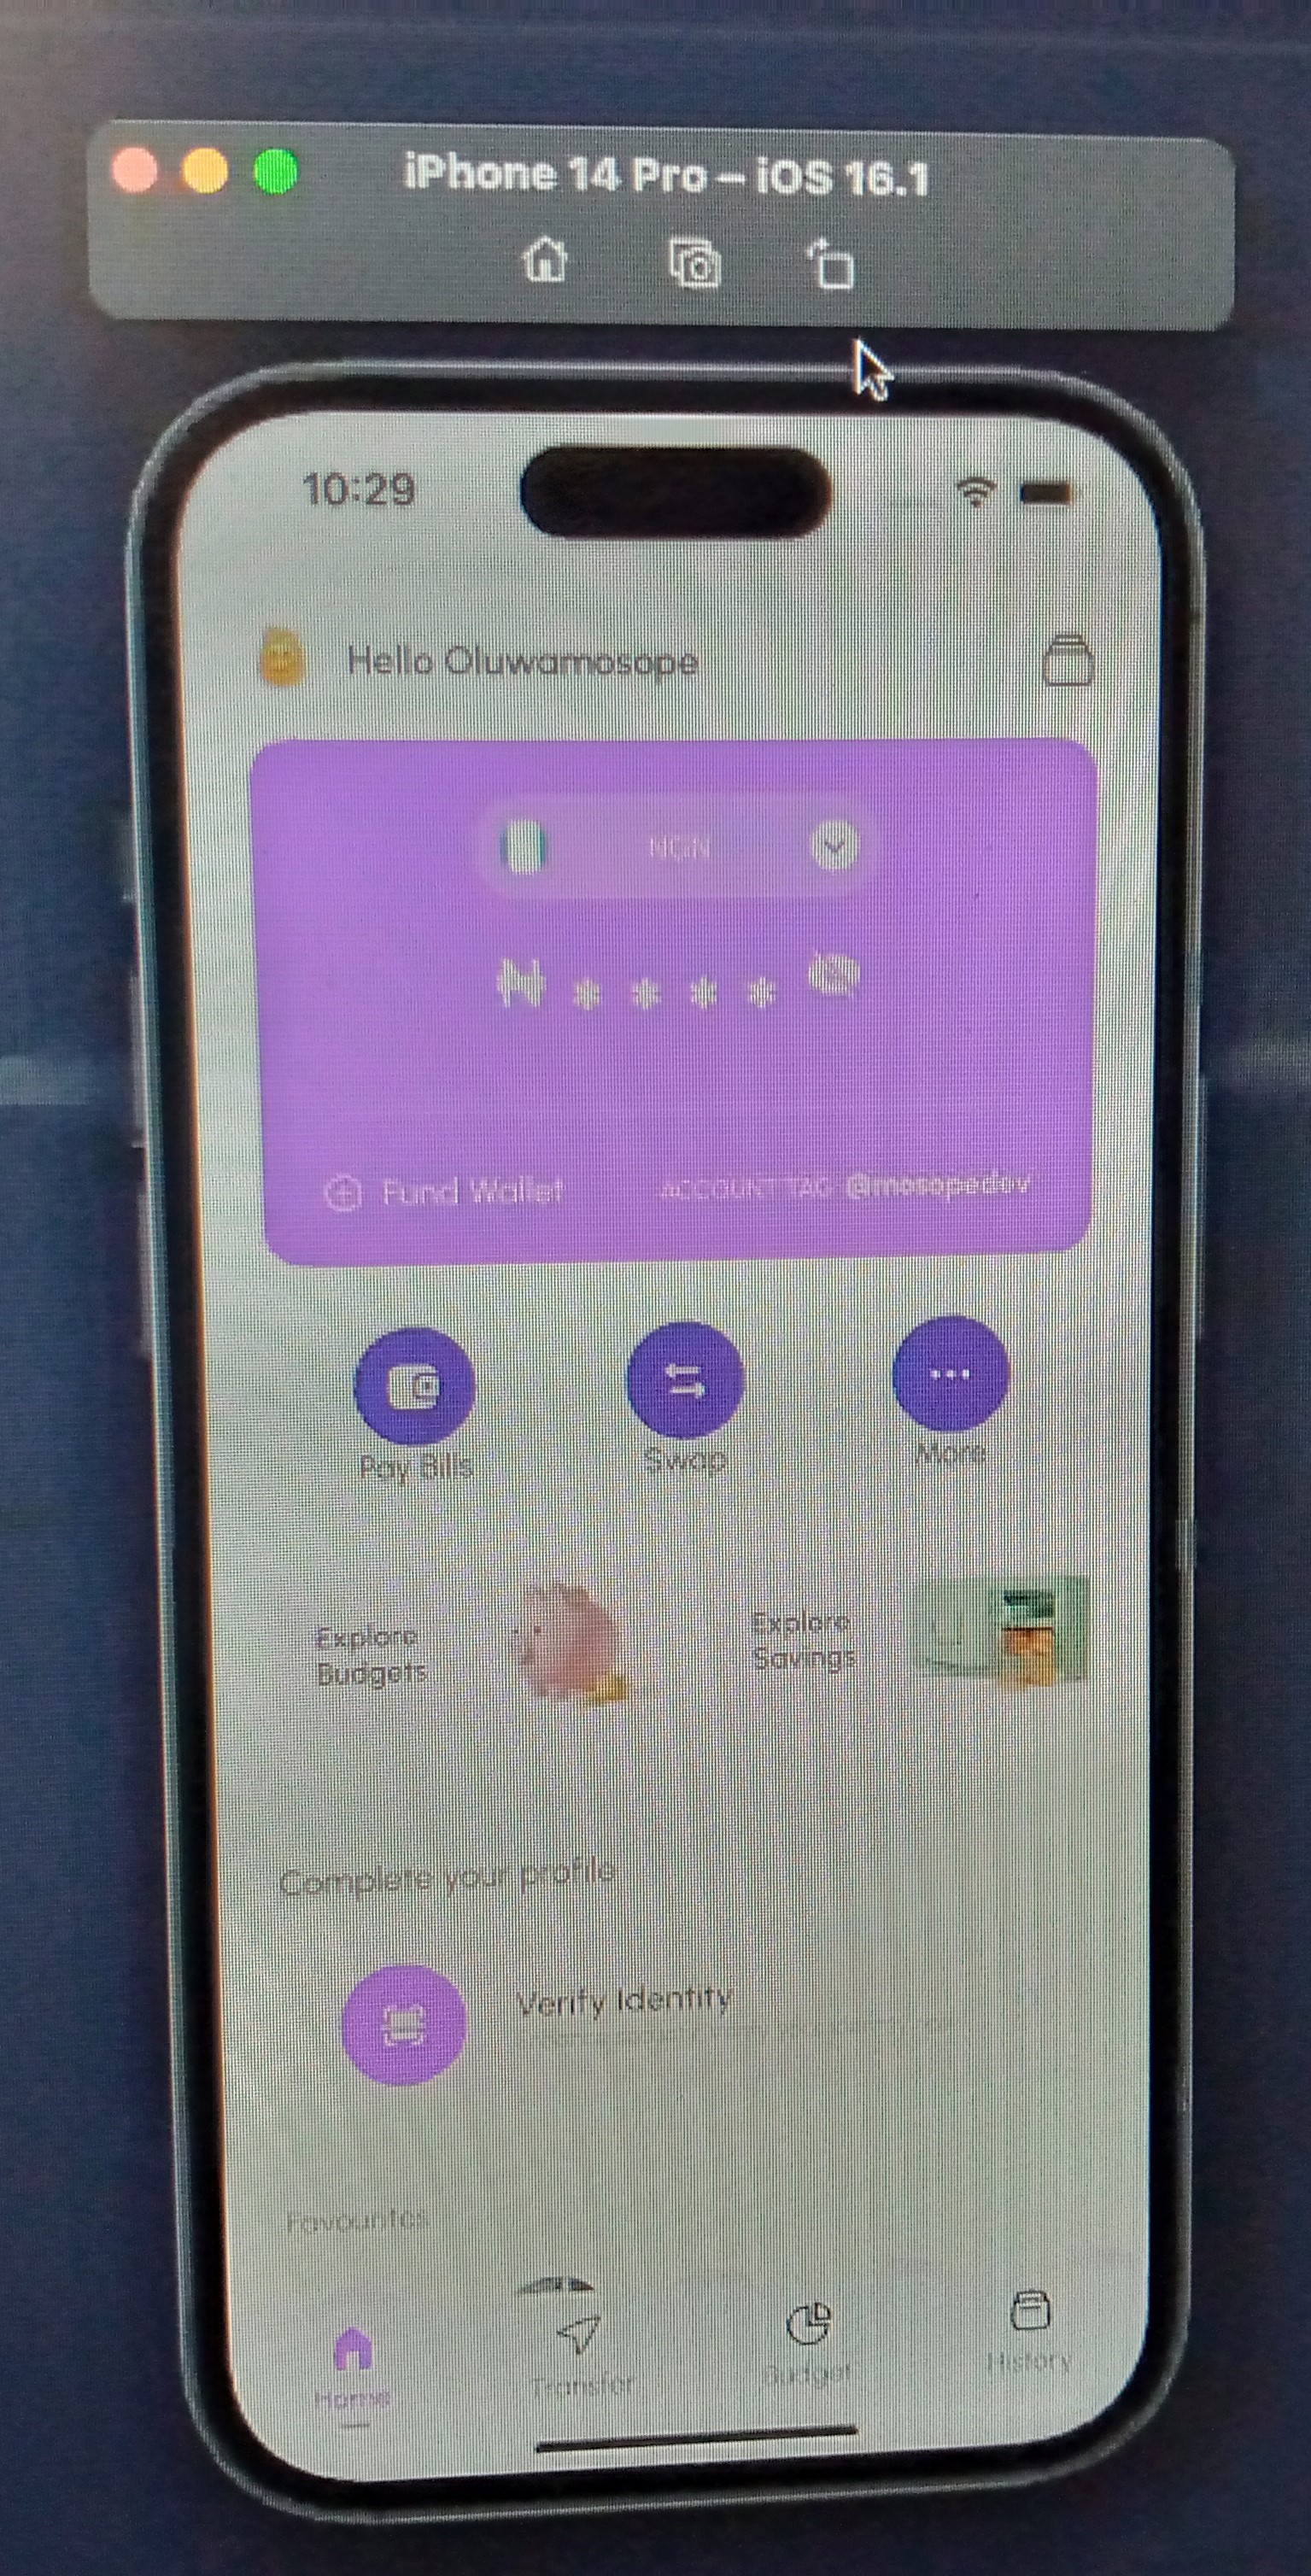 iPhone 14 Pro – iOS 16.1
10:29
Hello Oluwamosope
NGN
₦ * * * *
Fund Wallet
ACCOUNT TAG @mosopedev
Pay Bills
Swap
More
Explore
Budgets
Explore
Savings
Complete your profile
Verify Identity
Favourites
Home
Transfer
Budget
History